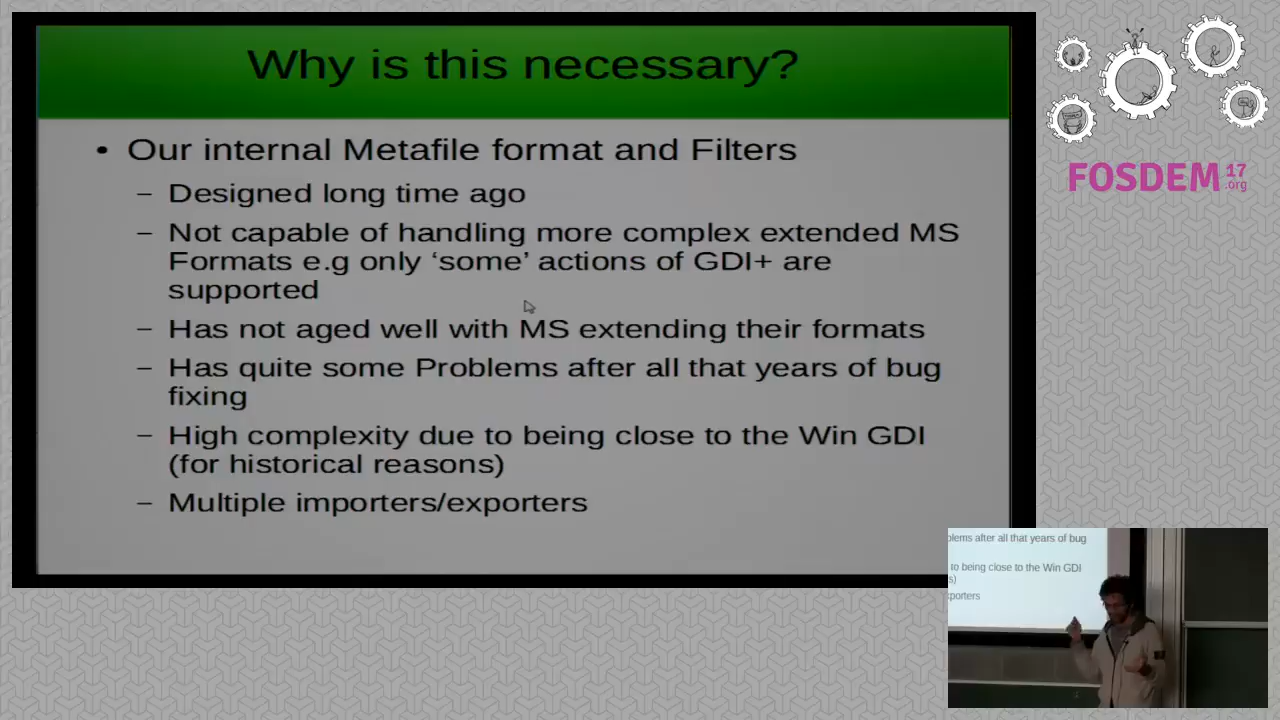 Why is this necessary?
• Our internal Metafile format and Filters
– Designed long time ago
– Not capable of handling more complex extended MS
Formats e.g only ‘some’ actions of GDI+ are
supported
– Has not aged well with MS extending their formats
– Has quite some Problems after all that years of bug
fixing
– High complexity due to being close to the Win GDI
(for historical reasons)
– Multiple importers/exporters
FOSDEM 17
.org
blems after all that years of bug
to being close to the Win GDI
s)
xporters